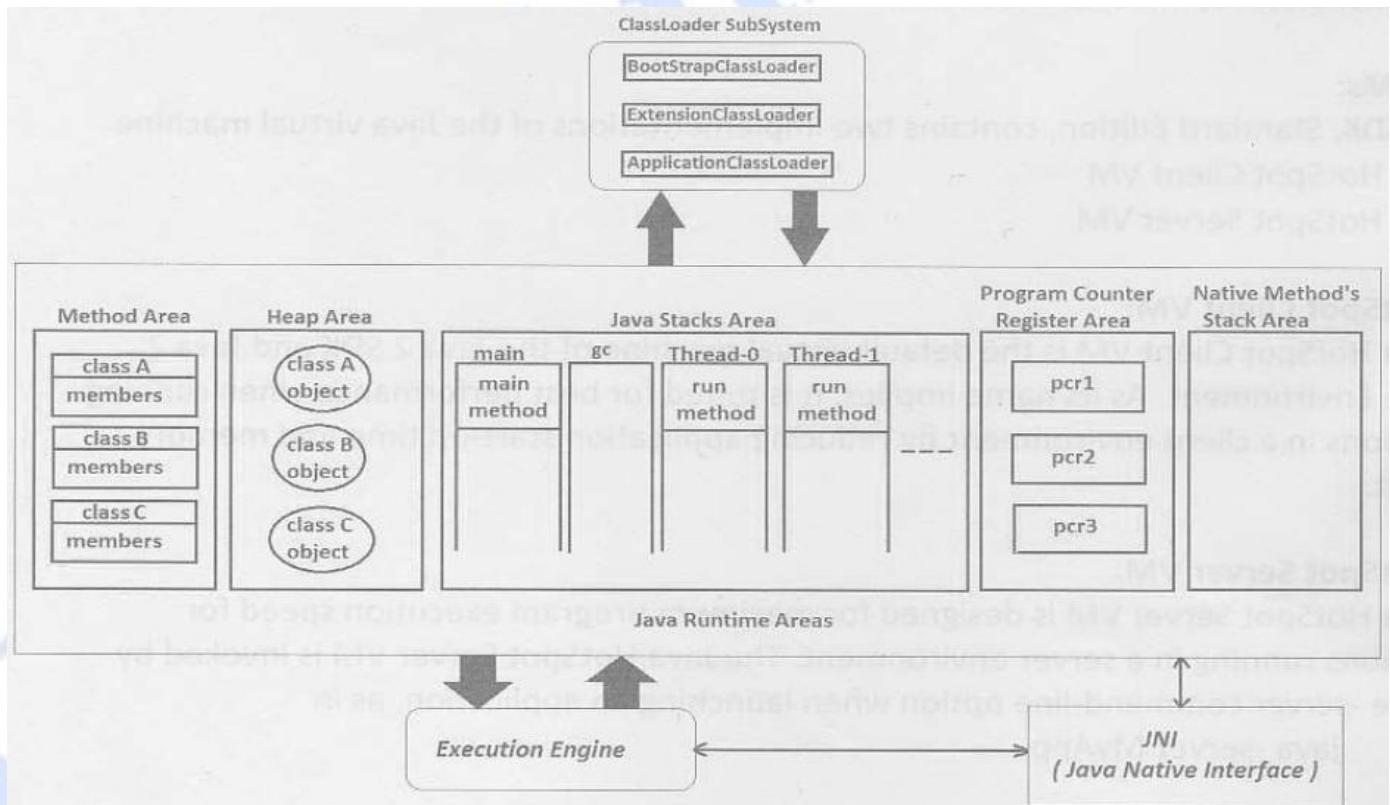 ClassLoader SubSystem
BootStrapClassLoader
ExtensionClassLoader
ApplicationClassLoader
Method Area
class A
members
class B
members
class C
members
Heap Area
class A
object
class B
object
class C
object
Java Stacks Area
main
main
method
gc
Thread-0
run
method
Thread-1
run
method
Program Counter
Register Area
pcr1
pcr2
pcr3
Native Method's
Stack Area
Java Runtime Areas
Execution Engine
JNI
( Java Native Interface )